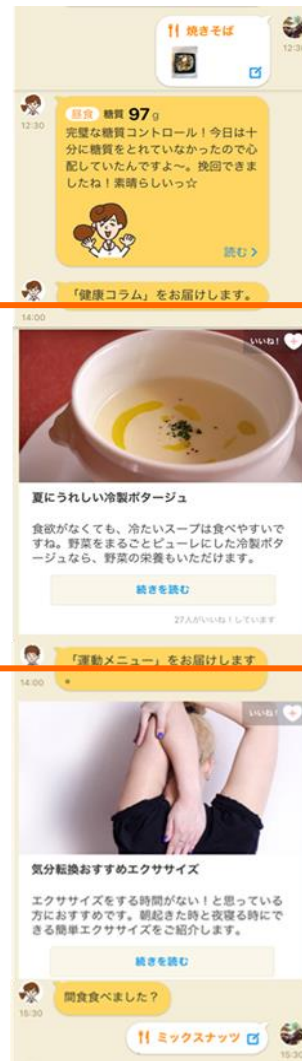 焼きそば
12:30
12:30
昼食 糖質 97g
完璧な糖質コントロール！今日は十
分に糖質をとれていなかったので心
配していたんですよ～。挽回できま
したね！素晴らしいっ☆
読む >
「健康コラム」をお届けします。
14:00
いいね！
夏にうれしい冷製ポタージュ
食欲がなくても、冷たいスープは食べやすいで
すね。野菜をまるごとピューレにした冷製ポタ
ージュなら、野菜の栄養もいただけます。
続きを読む
27人がいいね！しています
「運動メニュー」をお届けします
。
14:00
いいね！
気分転換おすすめエクササイズ
エクササイズをする時間がない！と思っている
方におすすめです。朝起きた時と夜寝る時にで
きる簡単エクササイズをご紹介します。
続きを読む
間食食べました？
15:30
ミックスナッツ
15:30